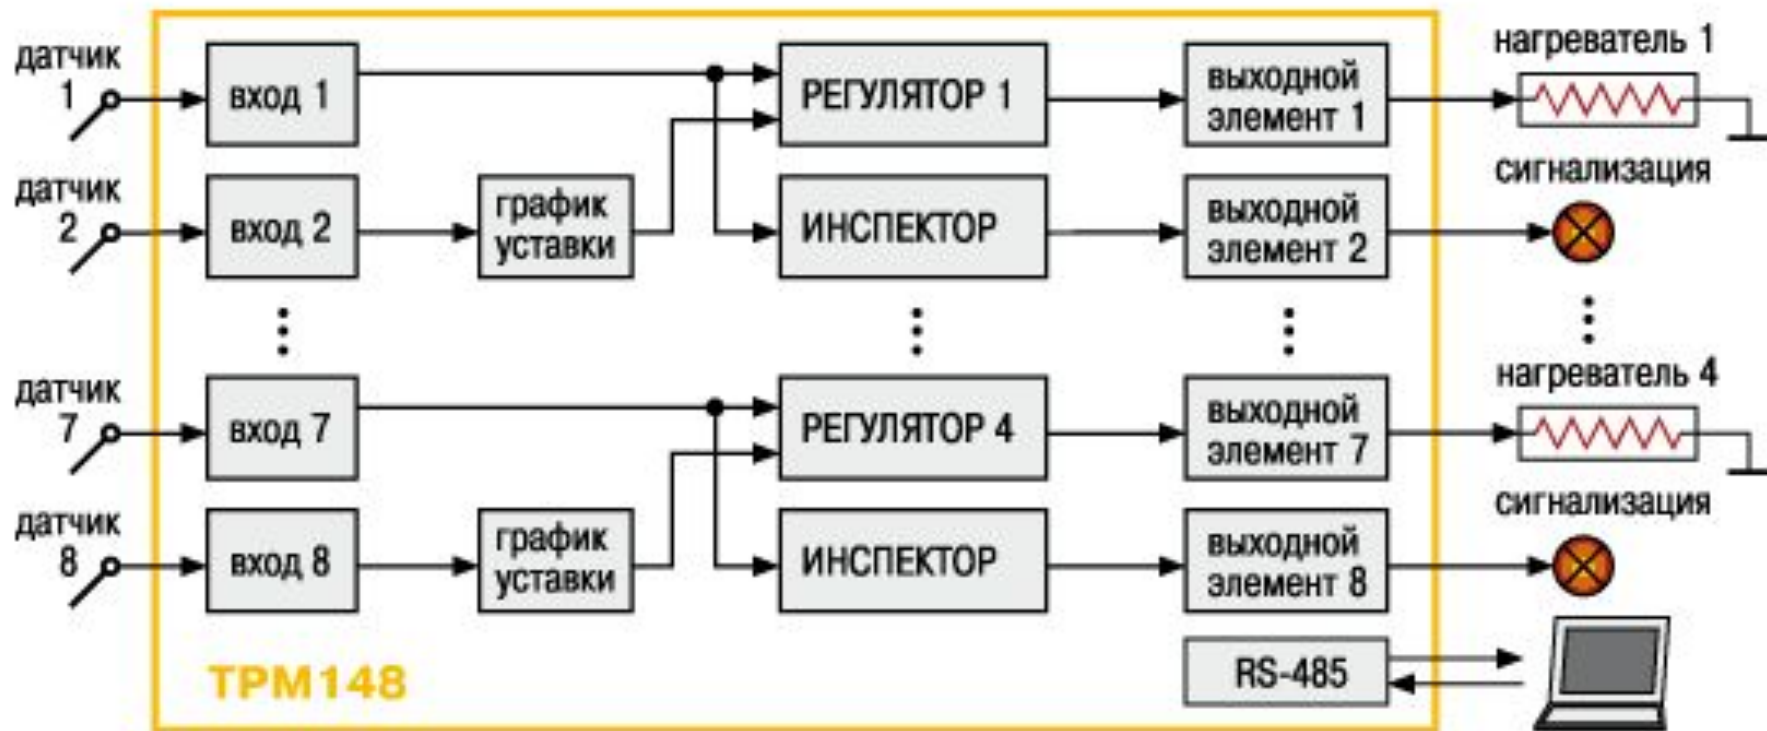 датчик
1
вход 1
РЕГУЛЯТОР 1
выходной
элемент 1
нагреватель 1
датчик
2
вход 2
график
уставки
ИНСПЕКТОР
выходной
элемент 2
сигнализация
датчик
7
вход 7
РЕГУЛЯТОР 4
выходной
элемент 7
нагреватель 4
датчик
8
вход 8
график
уставки
ИНСПЕКТОР
выходной
элемент 8
сигнализация
ТРМ148
RS-485